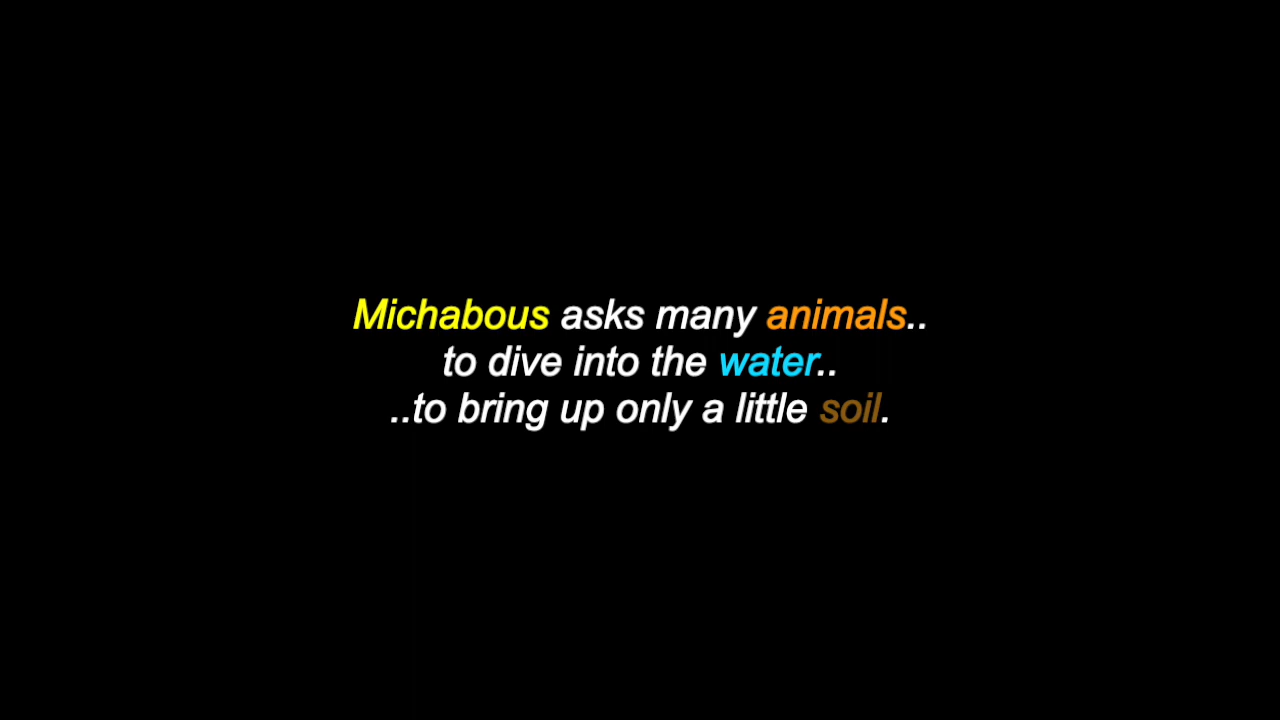 Michabous asks many animals..
to dive into the water..
..to bring up only a little soil.